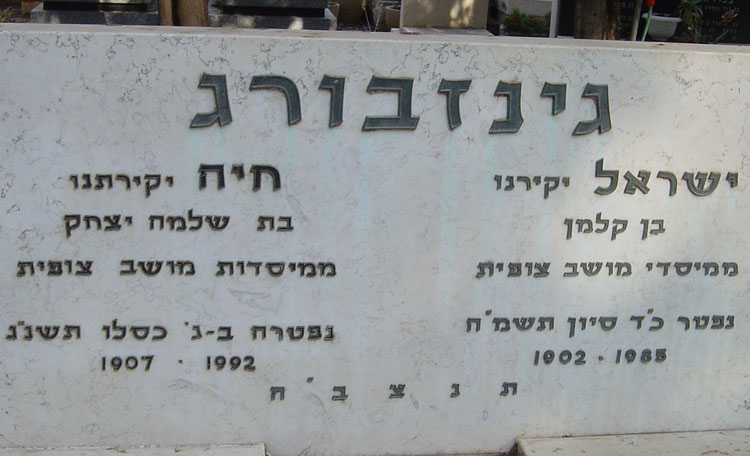 גינזבורג
ישראל יקירנו
בן קלמן
ממיסדי מושב צופית
נפטר כ"ד סיון תשמ"ה
1902 · 1985
חיה יקירתנו
בת שלמה יצחק
ממיסדות מושב צופית
נפטרה ב-ג' כסלו תשנ"ג
1907 · 1992
ת נ צ ב " ה